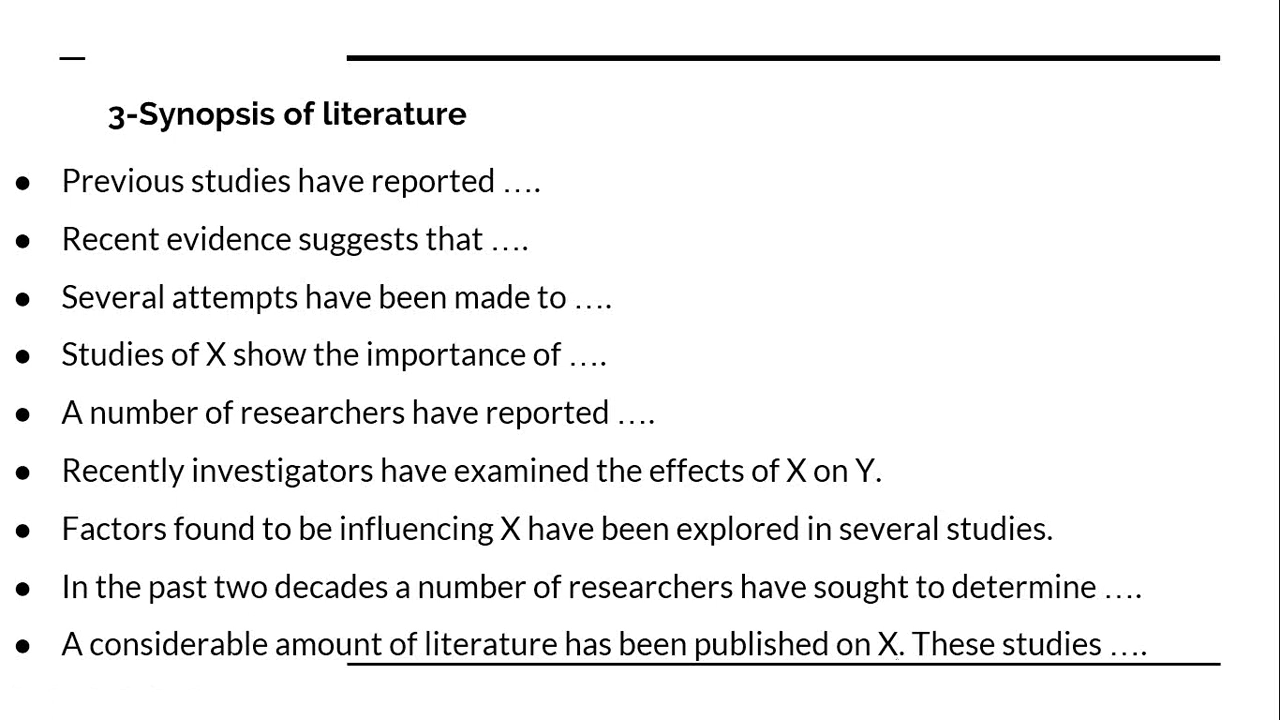 3-Synopsis of literature
● Previous studies have reported ….
● Recent evidence suggests that ….
● Several attempts have been made to ….
● Studies of X show the importance of ….
● A number of researchers have reported ….
● Recently investigators have examined the effects of X on Y.
● Factors found to be influencing X have been explored in several studies.
● In the past two decades a number of researchers have sought to determine ….
● A considerable amount of literature has been published on X. These studies ….